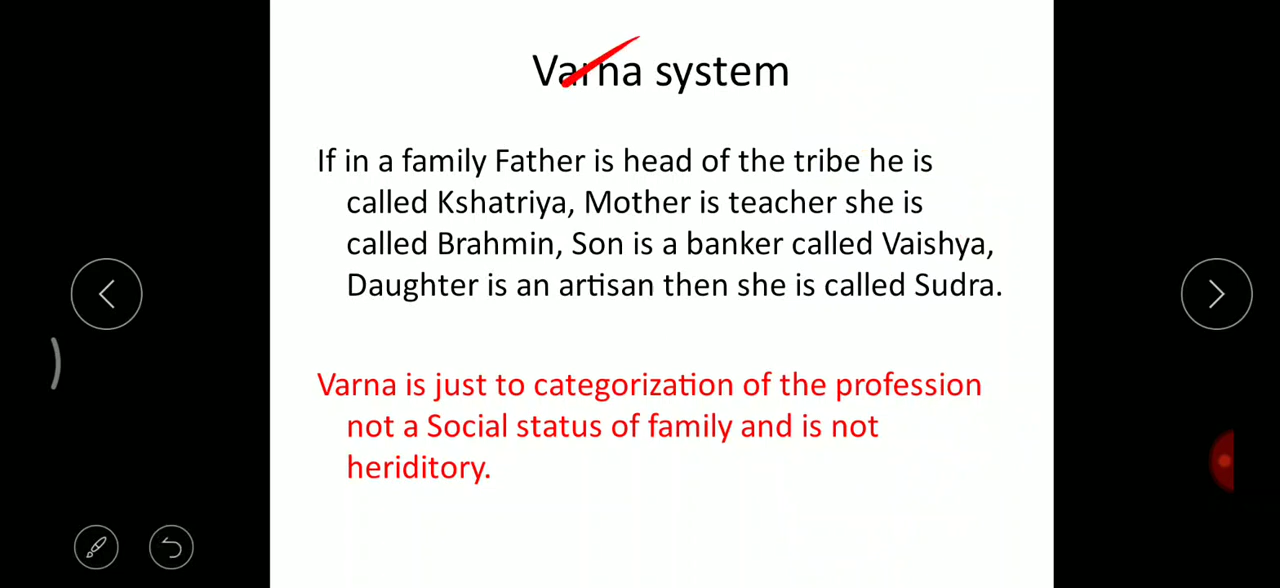 Varna system
If in a family Father is head of the tribe he is
called Kshatriya, Mother is teacher she is
called Brahmin, Son is a banker called Vaishya,
Daughter is an artisan then she is called Sudra.
Varna is just to categorization of the profession
not a Social status of family and is not
heriditory.